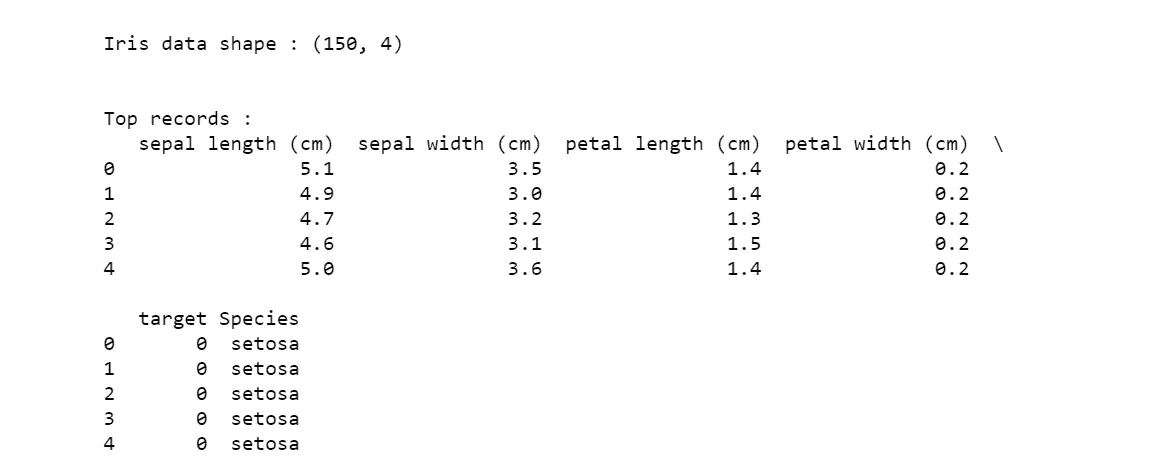 Iris data shape : (150, 4)
Top records :
   sepal length (cm)  sepal width (cm)  petal length (cm)  petal width (cm)  \
0                5.1               3.5                1.4               0.2
1                4.9               3.0                1.4               0.2
2                4.7               3.2                1.3               0.2
3                4.6               3.1                1.5               0.2
4                5.0               3.6                1.4               0.2
   target Species
0       0  setosa
1       0  setosa
2       0  setosa
3       0  setosa
4       0  setosa